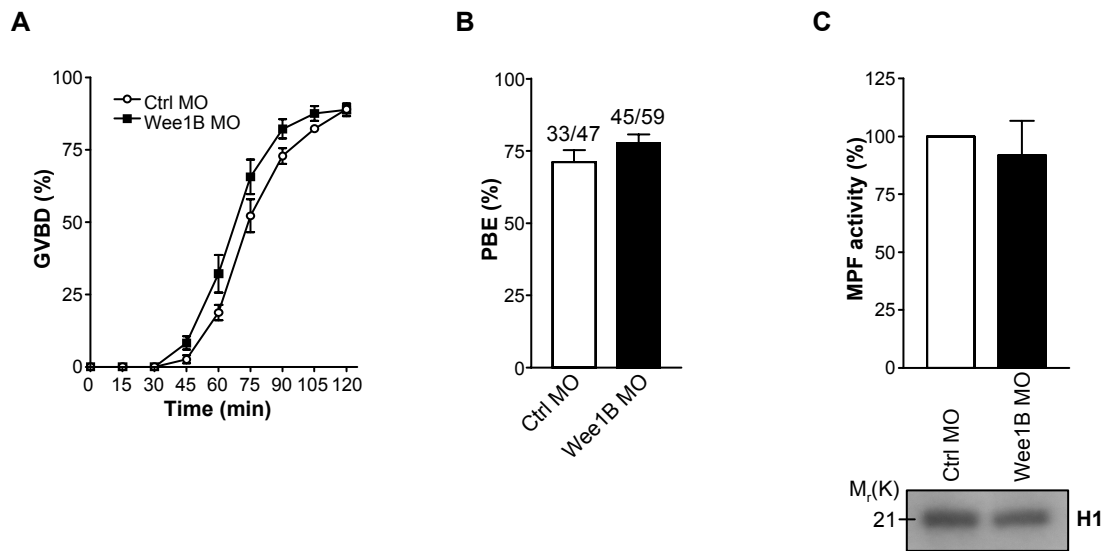 A
GVBD (%)
100
75
50
25
0
Ctrl MO
Wee1B MO
0 15 30 45 60 75 90 105 120
Time (min)
B
PBE (%)
100
75
50
25
0
33/47
45/59
Ctrl MO
Wee1B MO
C
MPF activity (%)
125
100
75
50
25
0
Ctrl MO
Wee1B MO
Mr(K)
21
H1